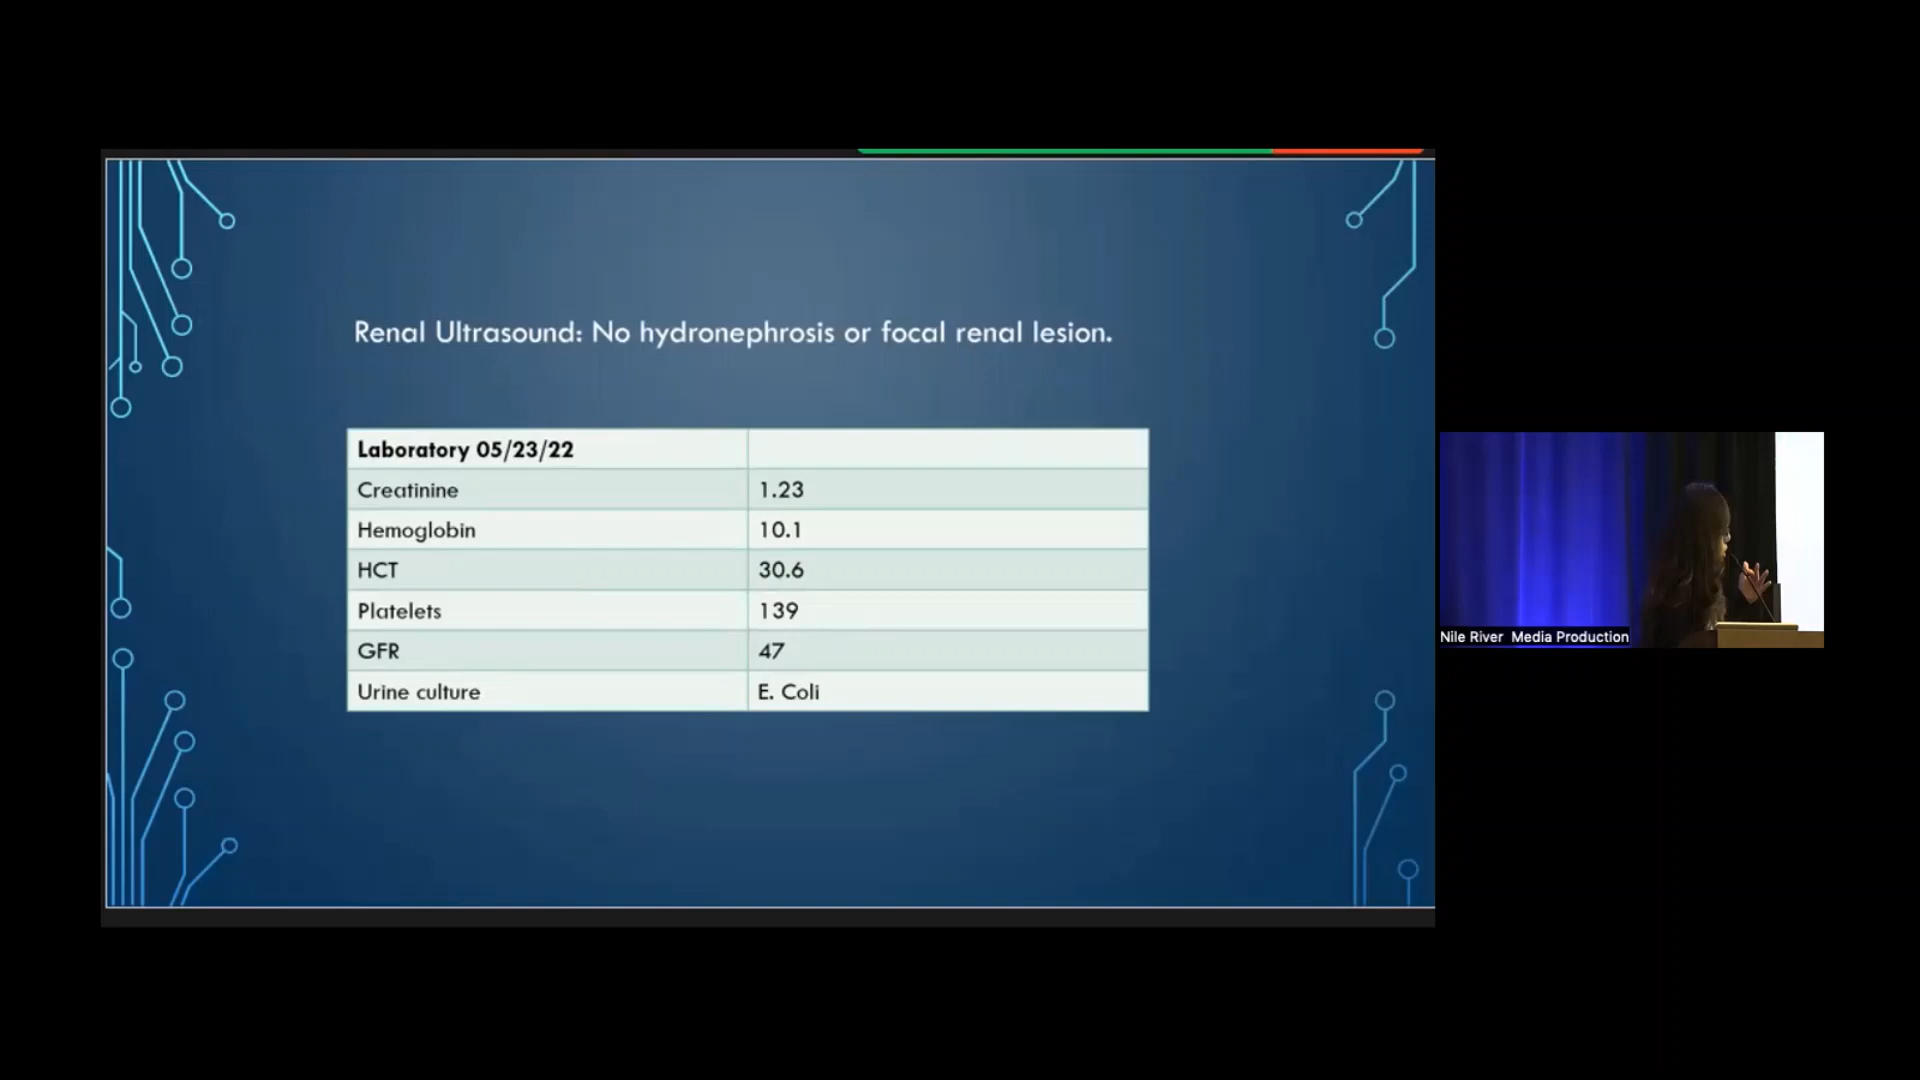 Renal Ultrasound: No hydronephrosis or focal renal lesion.
Laboratory 05/23/22
Creatinine 1.23
Hemoglobin 10.1
HCT 30.6
Platelets 139
GFR 47
Urine culture E. Coli
Nile River Media Production